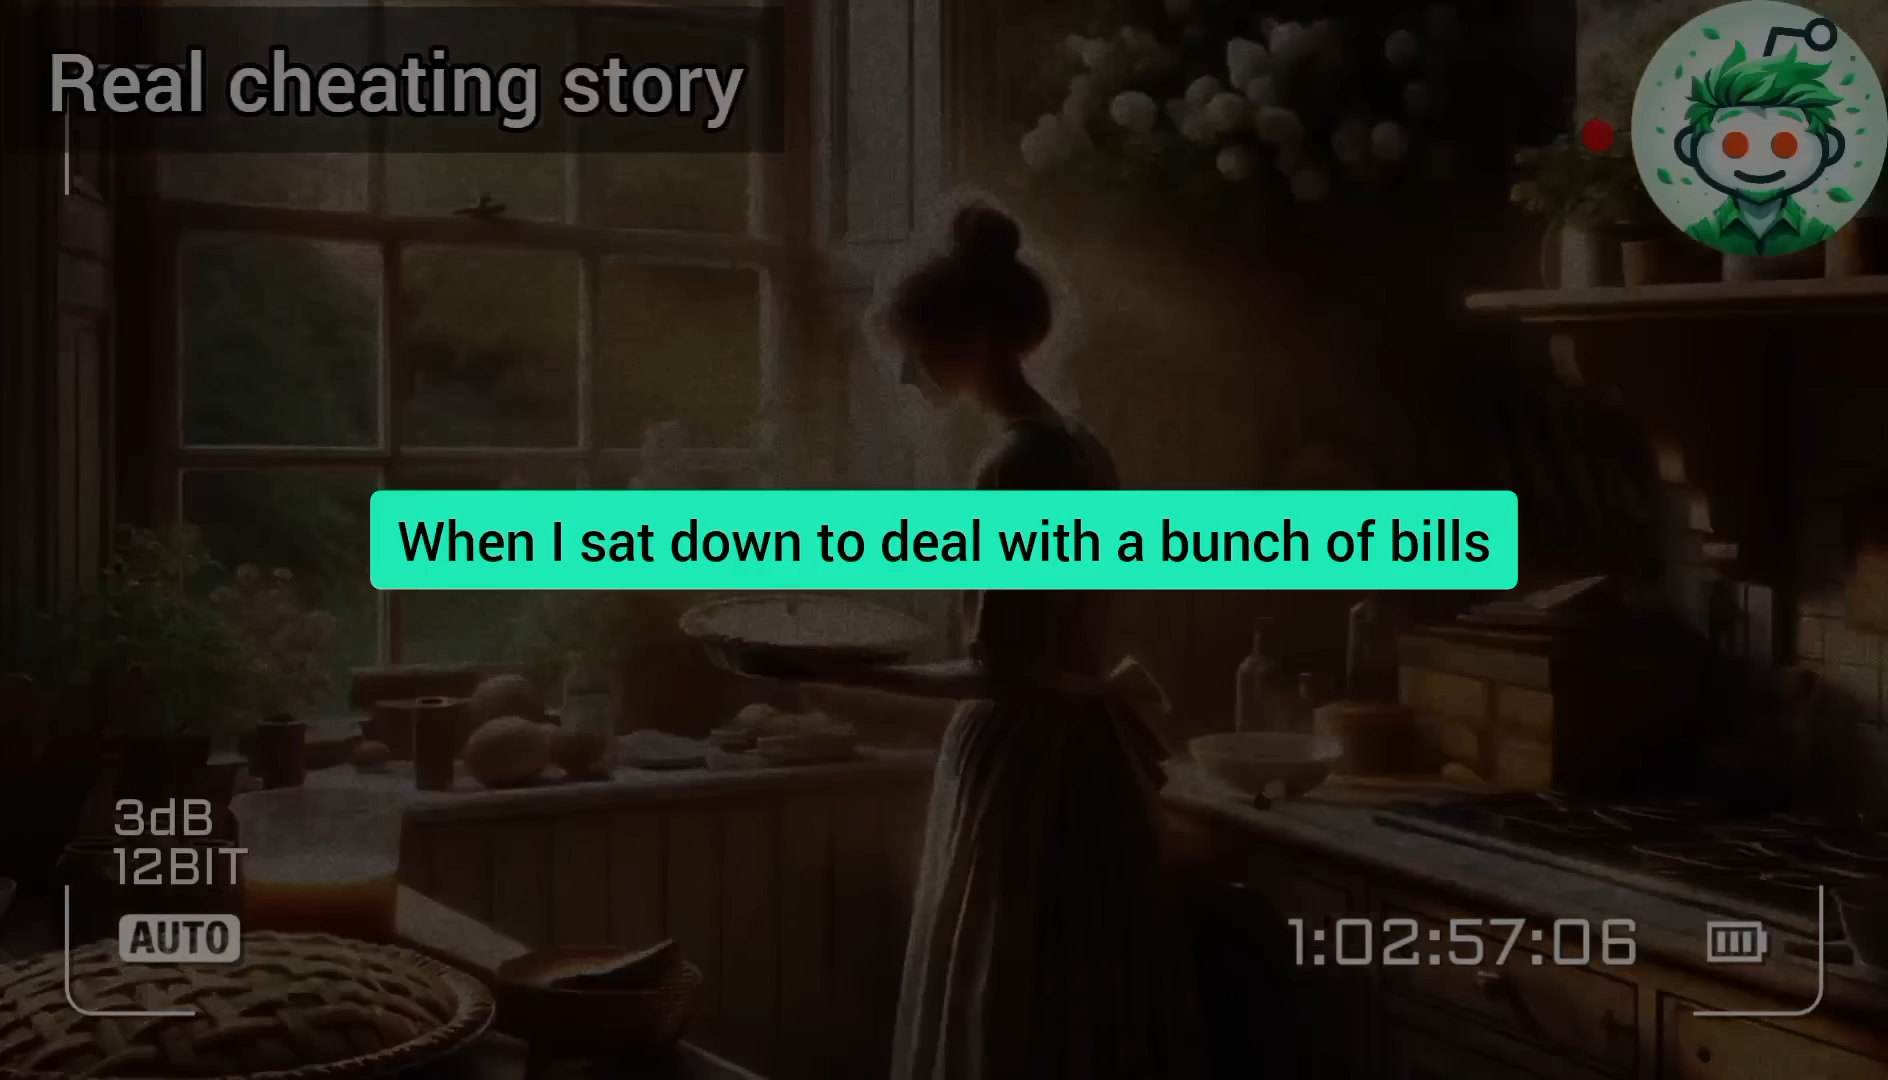 Real cheating story
When I sat down to deal with a bunch of bills
3dB
12BIT
AUTO
1:02:57:06